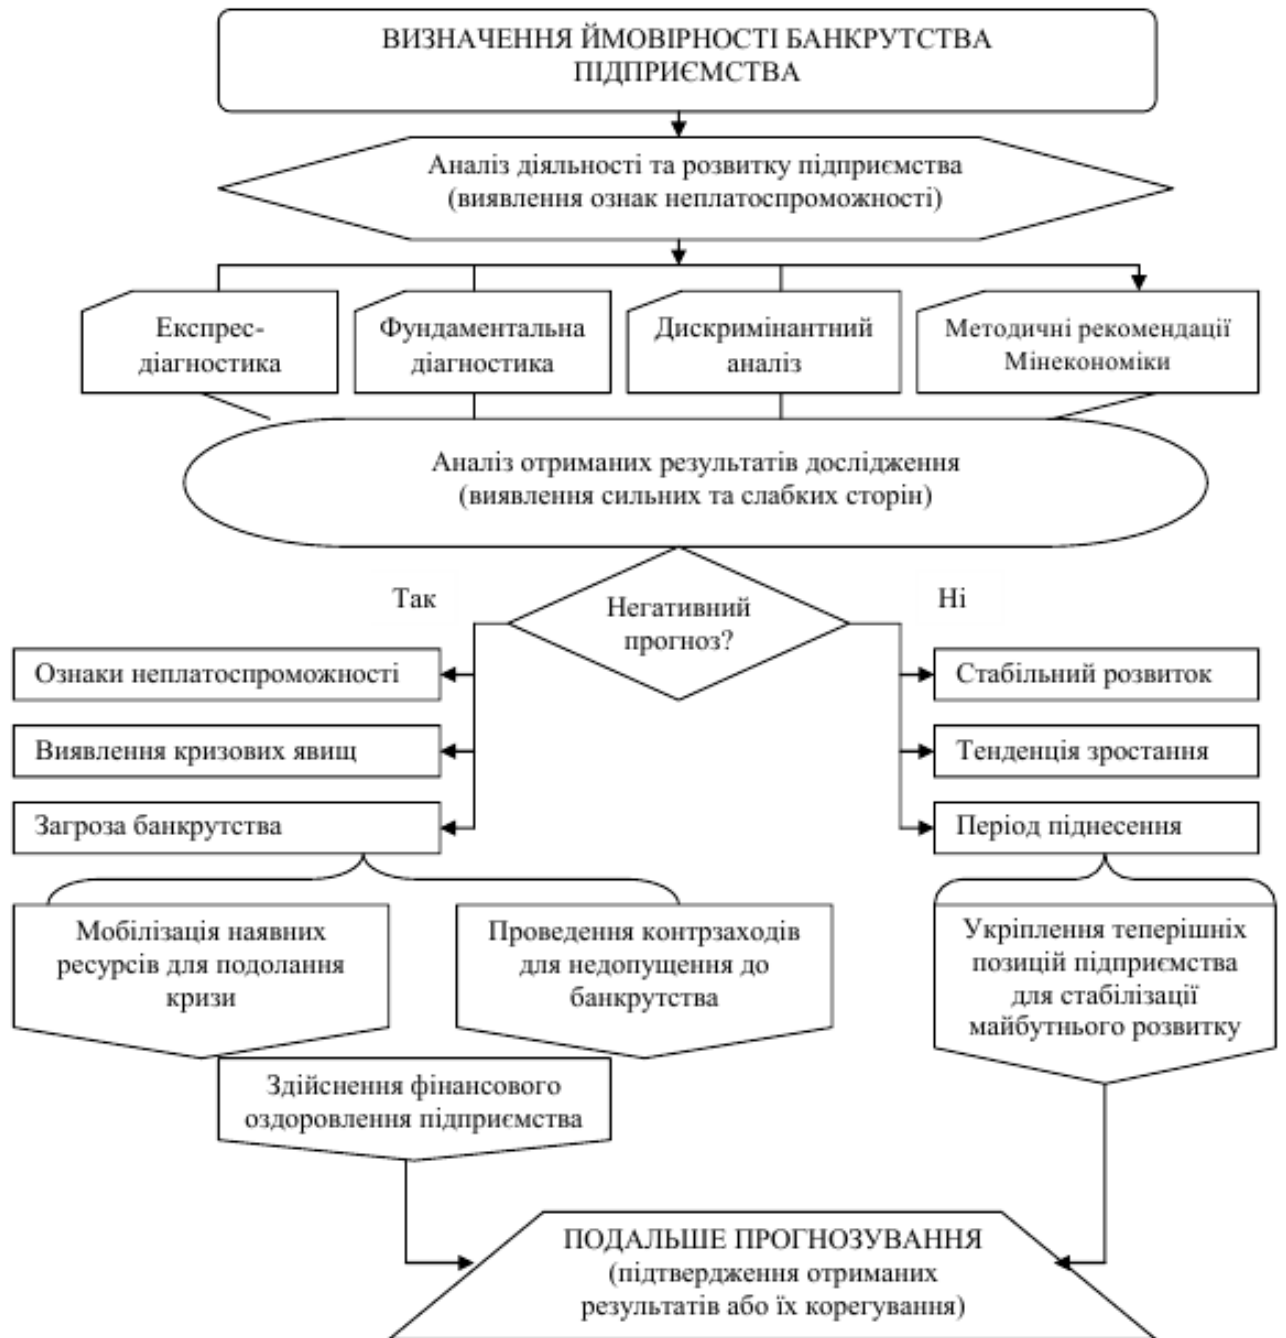 ВИЗНАЧЕННЯ ЙМОВІРНОСТІ БАНКРУТСТВА
ПІДПРИЄМСТВА
Аналіз діяльності та розвитку підприємства
(виявлення ознак неплатоспроможності)
Експрес-
діагностика
Фундаментальна
діагностика
Дискримінантний
аналіз
Методичні рекомендації
Мінекономіки
Аналіз отриманих результатів дослідження
(виявлення сильних та слабких сторін)
Так
Негативний
прогноз?
Ні
Ознаки неплатоспроможності
Виявлення кризових явищ
Загроза банкрутства
Стабільний розвиток
Тенденція зростання
Період піднесення
Мобілізація наявних
ресурсів для подолання
кризи
Проведення контрзаходів
для недопущення до
банкрутства
Укріплення теперішніх
позицій підприємства
для стабілізації
майбутнього розвитку
Здійснення фінансового
оздоровлення підприємства
ПОДАЛЬШЕ ПРОГНОЗУВАННЯ
(підтвердження отриманих
результатів або їх корегування)